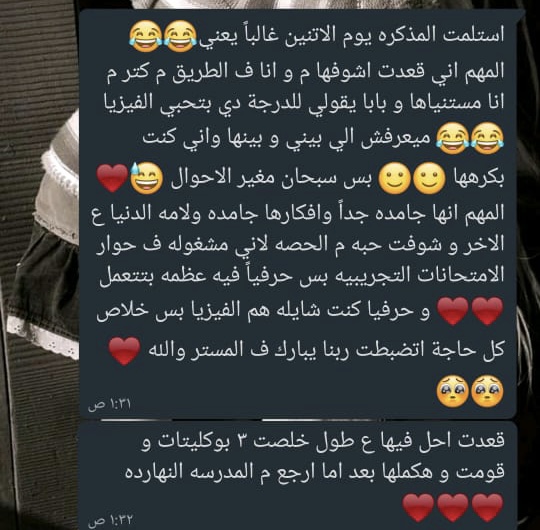 استلمت المذكره يوم الاتنين غالباً يعني😂😂
المهم اني قعدت اشوفها م و انا ف الطريق م كتر م
انا مستنياها و بابا يقولي للدرجة دي بتحبي الفيزيا
😂😂 ميعرفش الي بيني و بينها واني كنت
بكرهها 🙂🙂 بس سبحان مغير الاحوال 😅♥️
المهم انها جامده جداً وافكارها جامده ولامه الدنيا ع
الاخر و شوفت حبه م الحصه لاني مشغوله ف حوار
الامتحانات التجريبيه بس حرفياً فيه عظمه بتتعمل
♥️♥️ و حرفيا كنت شايله هم الفيزيا بس خلاص
كل حاجة اتضبطت ربنا يبارك ف المستر والله ♥️
🥺🥺
١:٣١ ص
قعدت احل فيها ع طول خلصت ٣ بوكليتات و
قومت و هكملها بعد اما ارجع م المدرسه النهارده
♥️♥️♥️
١:٣٢ ص